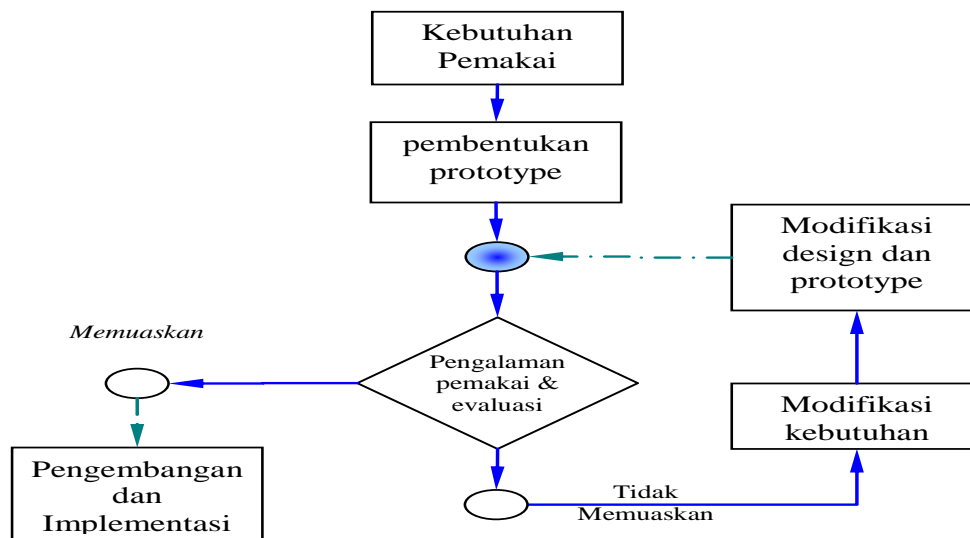 Kebutuhan
Pemakai
pembentukan
prototype
Modifikasi
design dan
prototype
Memuaskan
Pengalaman
pemakai &
evaluasi
Modifikasi
kebutuhan
Pengembangan
dan
Implementasi
Tidak
Memuaskan